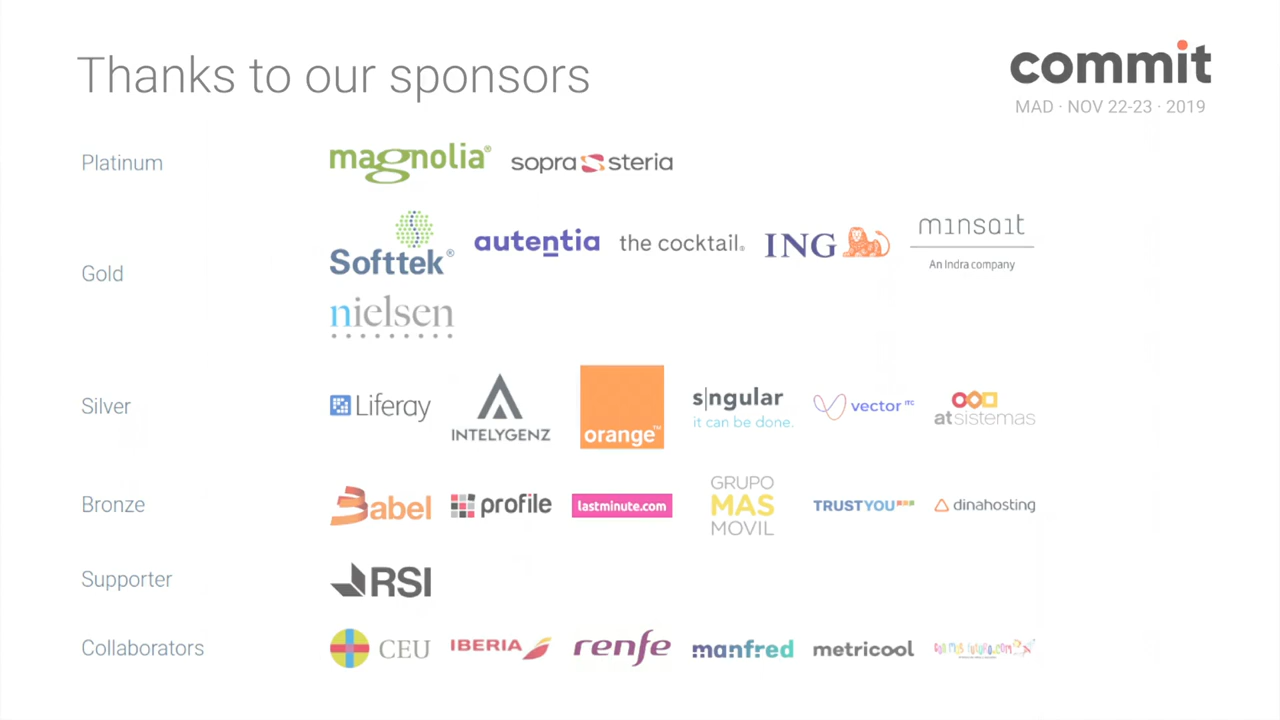 Thanks to our sponsors
commit
MAD · NOV 22-23 · 2019
Platinum
magnolia®
sopra steria
Gold
Softtek®
autentia
the cocktail®
ING
minsait
An Indra company
nielsen
Silver
Liferay
INTELYGENZ
orange™
s|ngular
it can be done.
vector ITC
atsistemas
Bronze
Babel
profile
lastminute.com
GRUPO
MAS
MOVIL
TRUSTYOU
dinahosting
Supporter
RSI
Collaborators
CEU
IBERIA
renfe
manfred
metricool